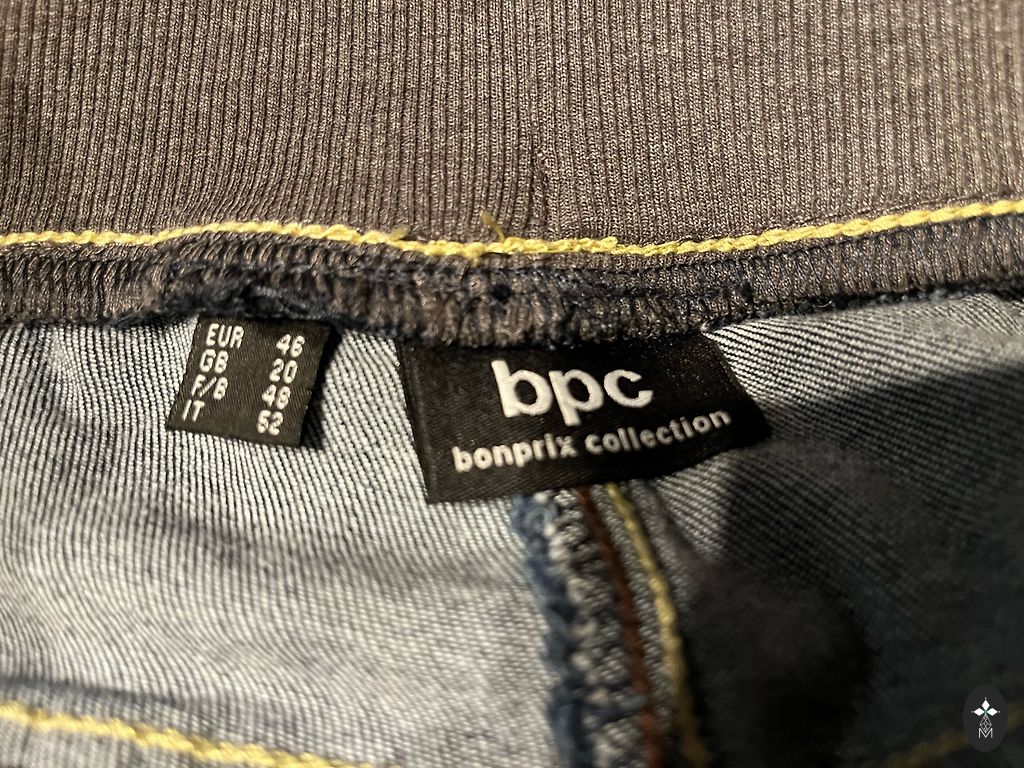 EUR 46
GB 20
F/B 48
IT 52
bpc
bonprix collection
M